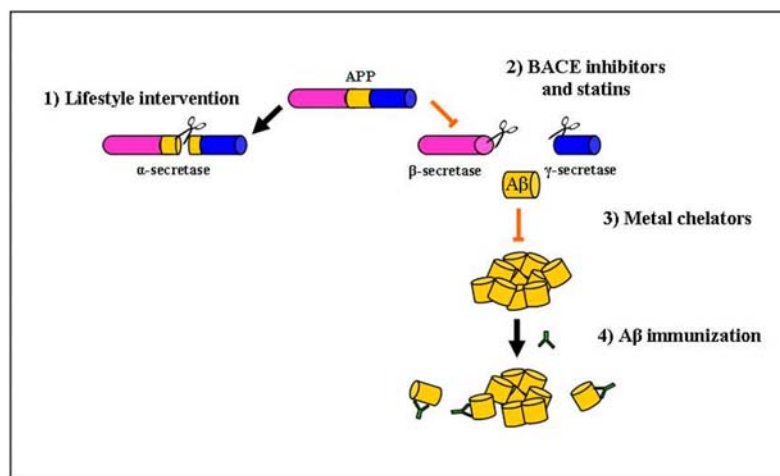 APP
2) BACE inhibitors
and statins
1) Lifestyle intervention
α-secretase
β-secretase
γ-secretase
Aβ
3) Metal chelators
4) Aβ immunization